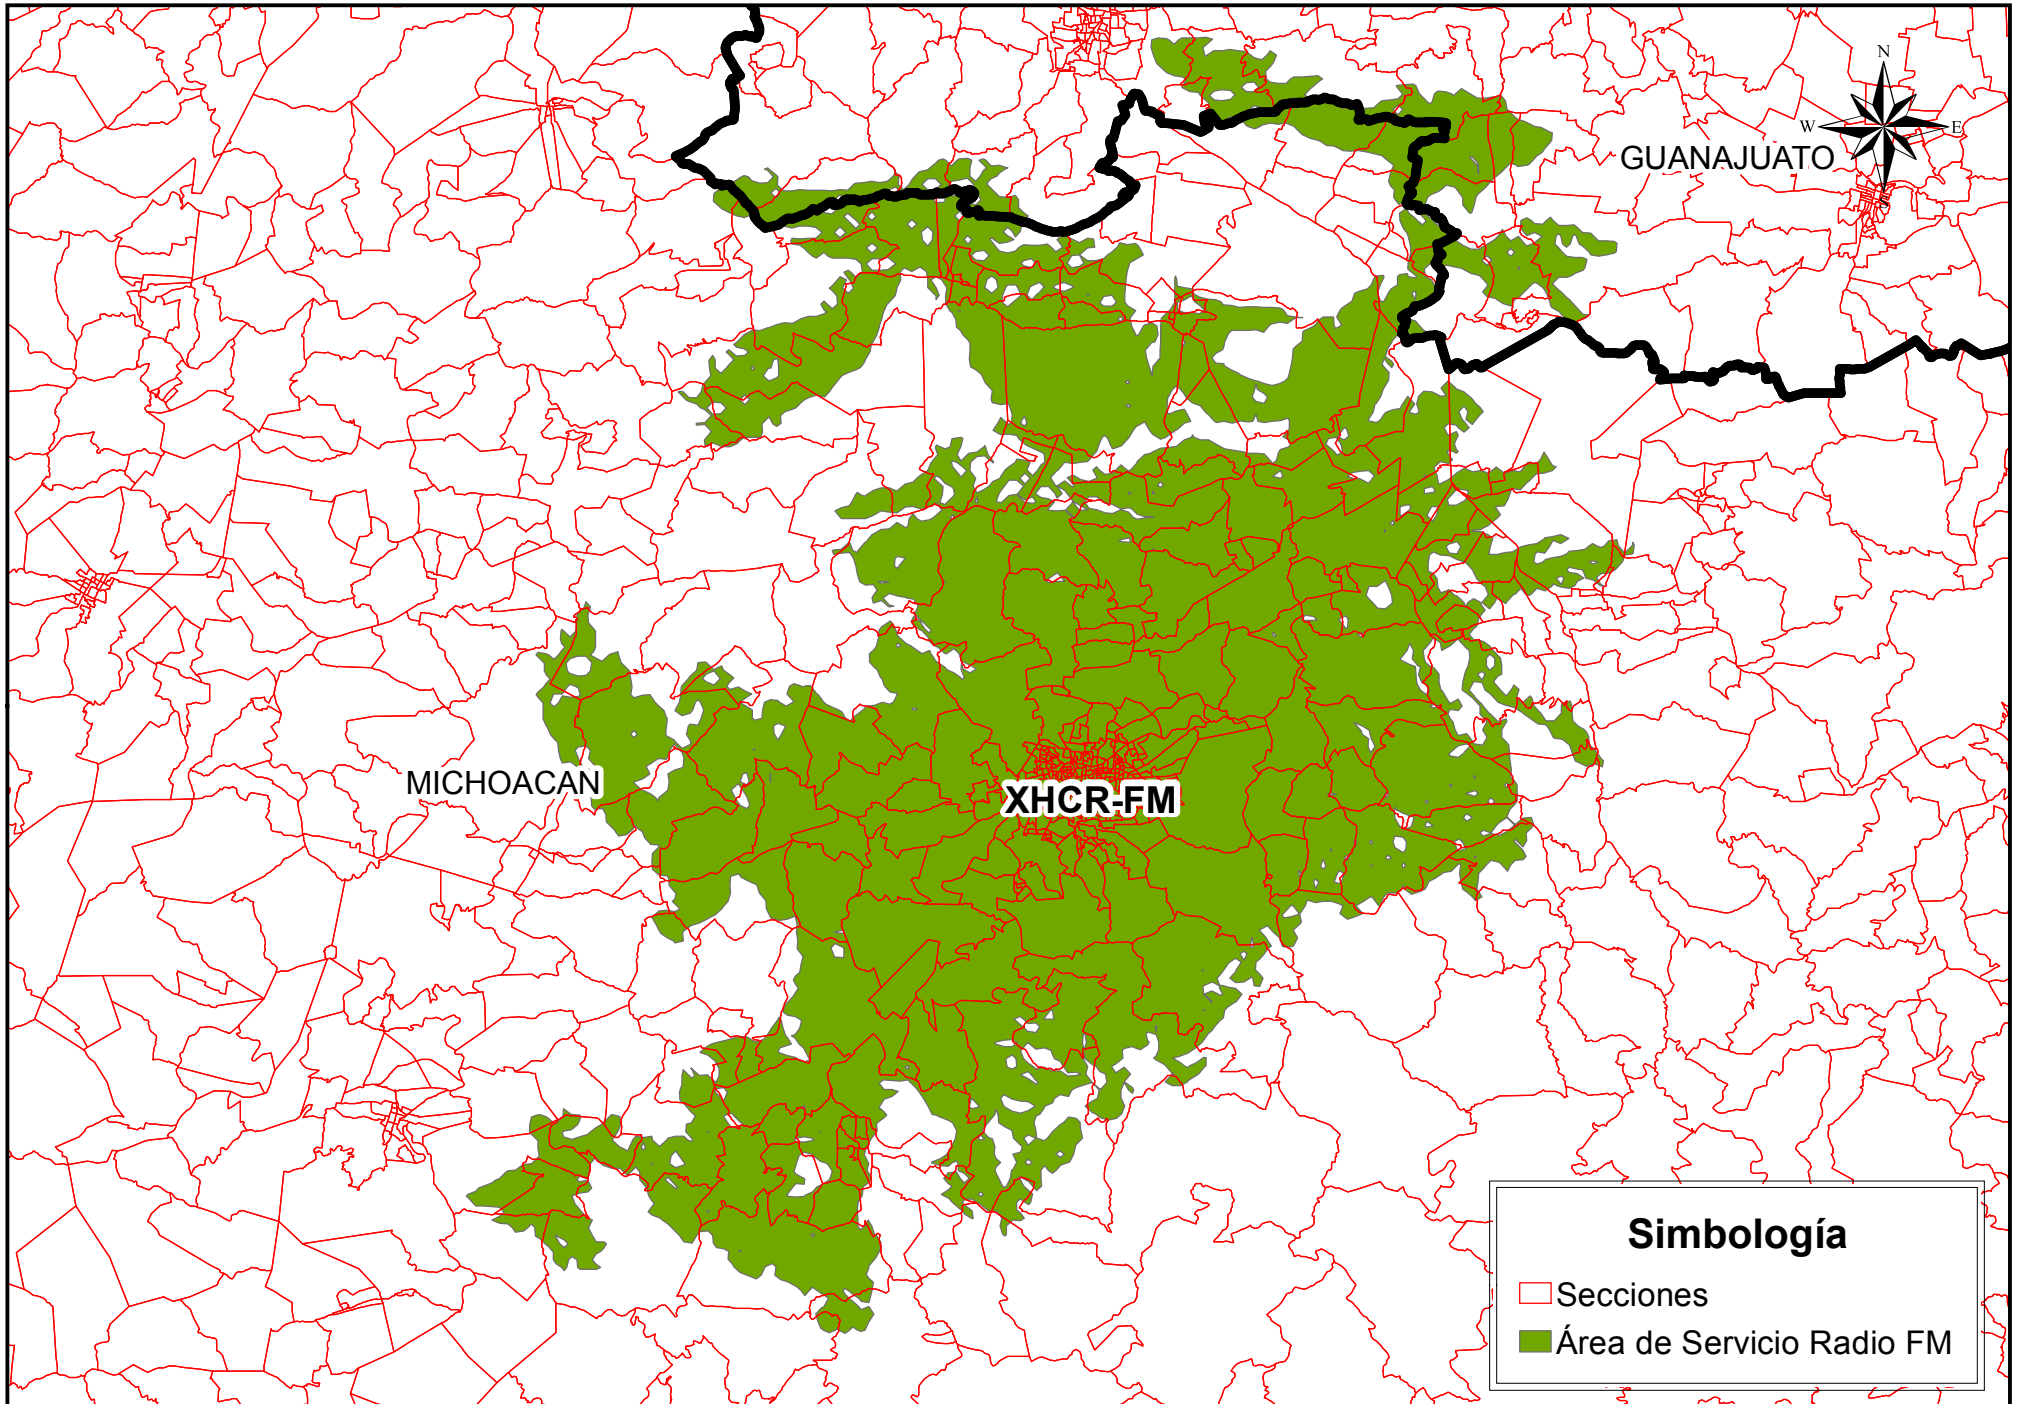 N
W
E
S
GUANAJUATO
MICHOACAN
XHCR-FM
Simbología
Secciones
Área de Servicio Radio FM